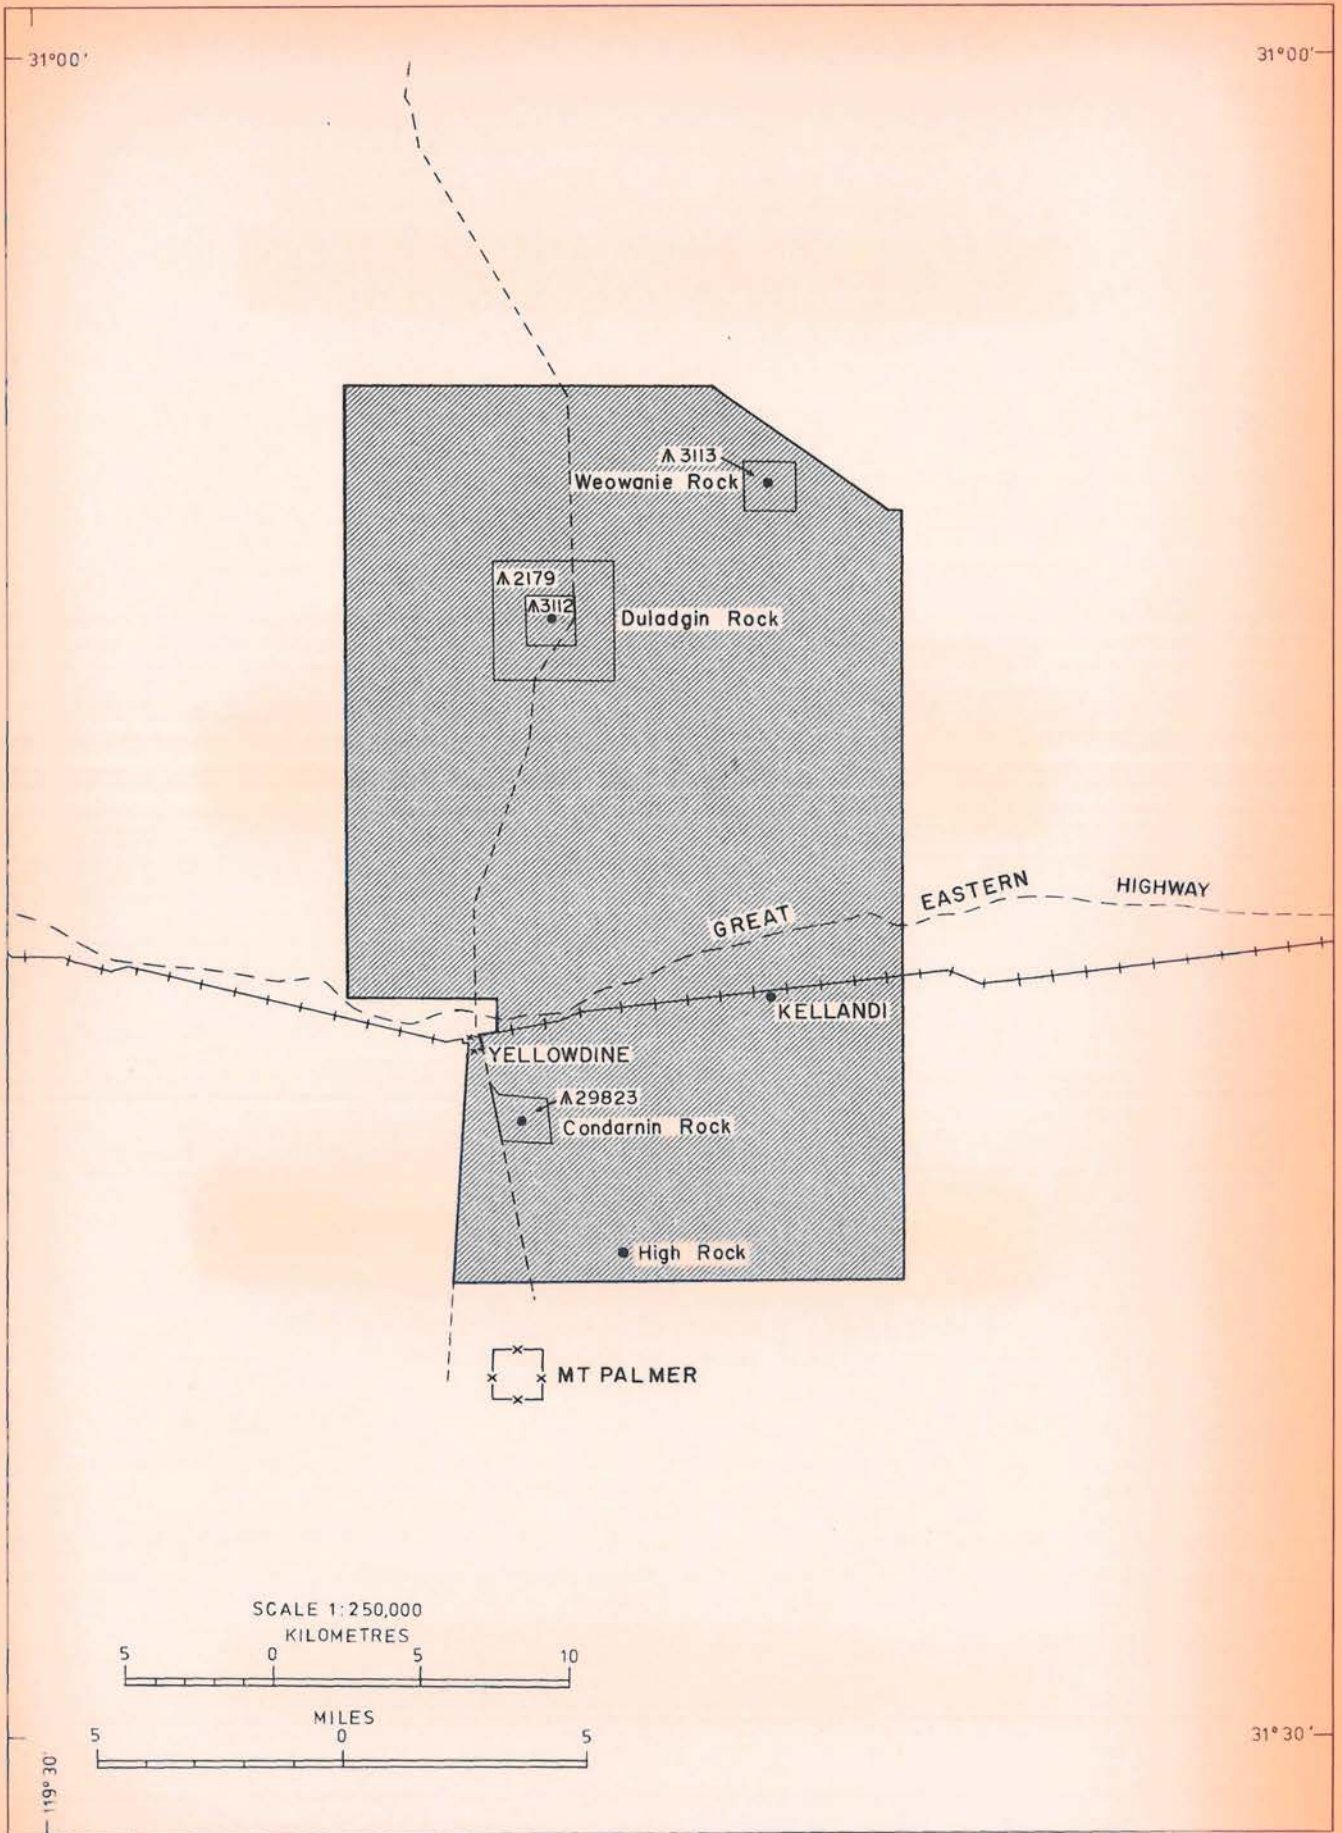 31°00'
31°00'
3113
Weowanie Rock
2179
3112
Duladgin Rock
GREAT EASTERN HIGHWAY
KELLANDI
YELLOWDINE
29823
Condarnin Rock
High Rock
MT PALMER
SCALE 1:250,000
KILOMETRES
5 0 5 10
MILES
5 0 5
31°30'
119°30'